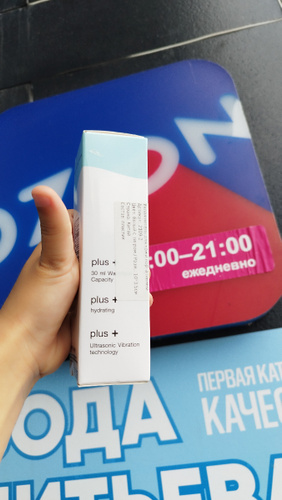 OZON
:00–21:00
ежедневно
plus +
30 ml Wa
Capacity
plus +
hydrating
plus +
Ultrasonic Vibration
technology
ПЕРВАЯ КАТ
КАЧЕС
ОДА
ИТЬЕВА